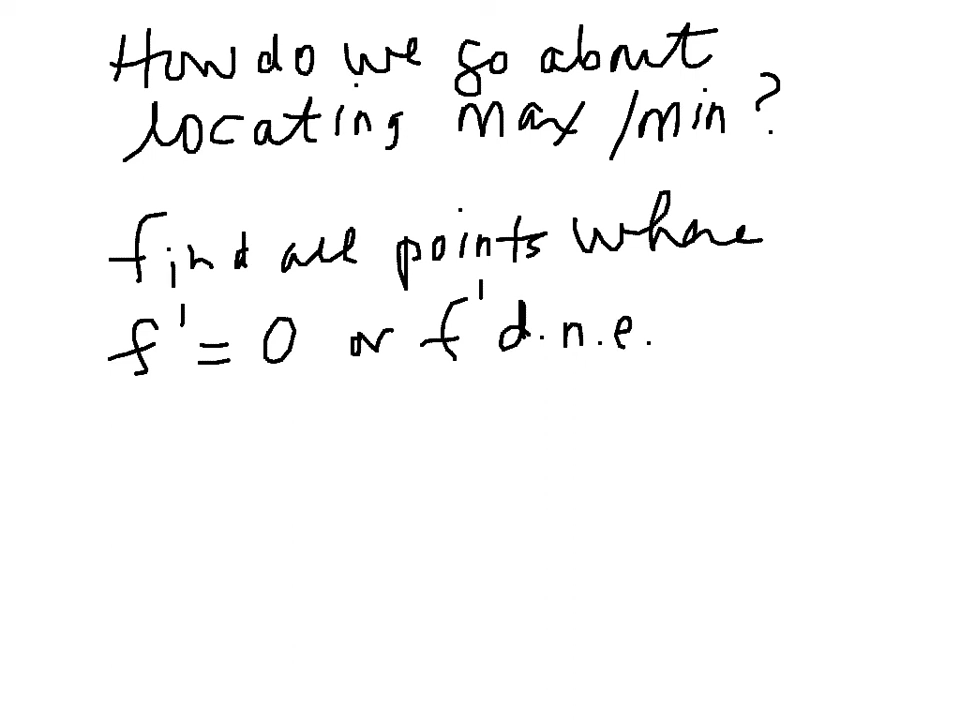 How do we go about
locating max/min?
find all points where
f' = 0 or f' d.n.e.